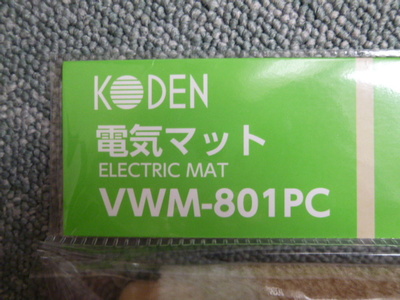 KODEN
電気マット
ELECTRIC MAT
VWM-801PC